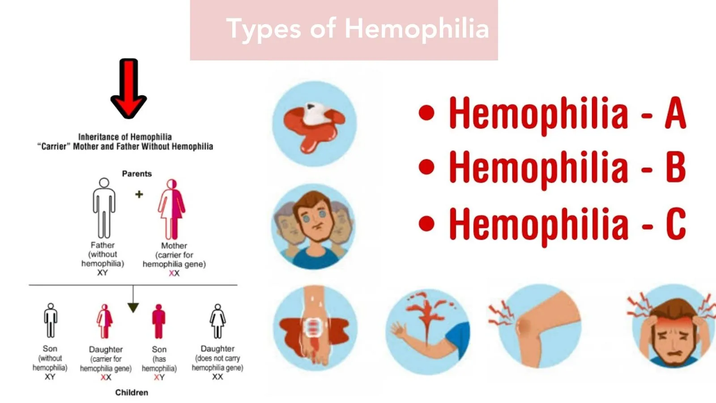 Types of Hemophilia
Inheritance of Hemophilia
"Carrier" Mother and Father Without Hemophilia
Parents
+
Father
(without
hemophilia)
XY
Mother
(carrier for
hemophilia gene)
XX
Son
(without
hemophilia)
XY
Daughter
(carrier for
hemophilia gene)
XX
Son
(has
hemophilia)
XY
Daughter
(does not carry
hemophilia gene)
XX
Children
• Hemophilia - A
• Hemophilia - B
• Hemophilia - C